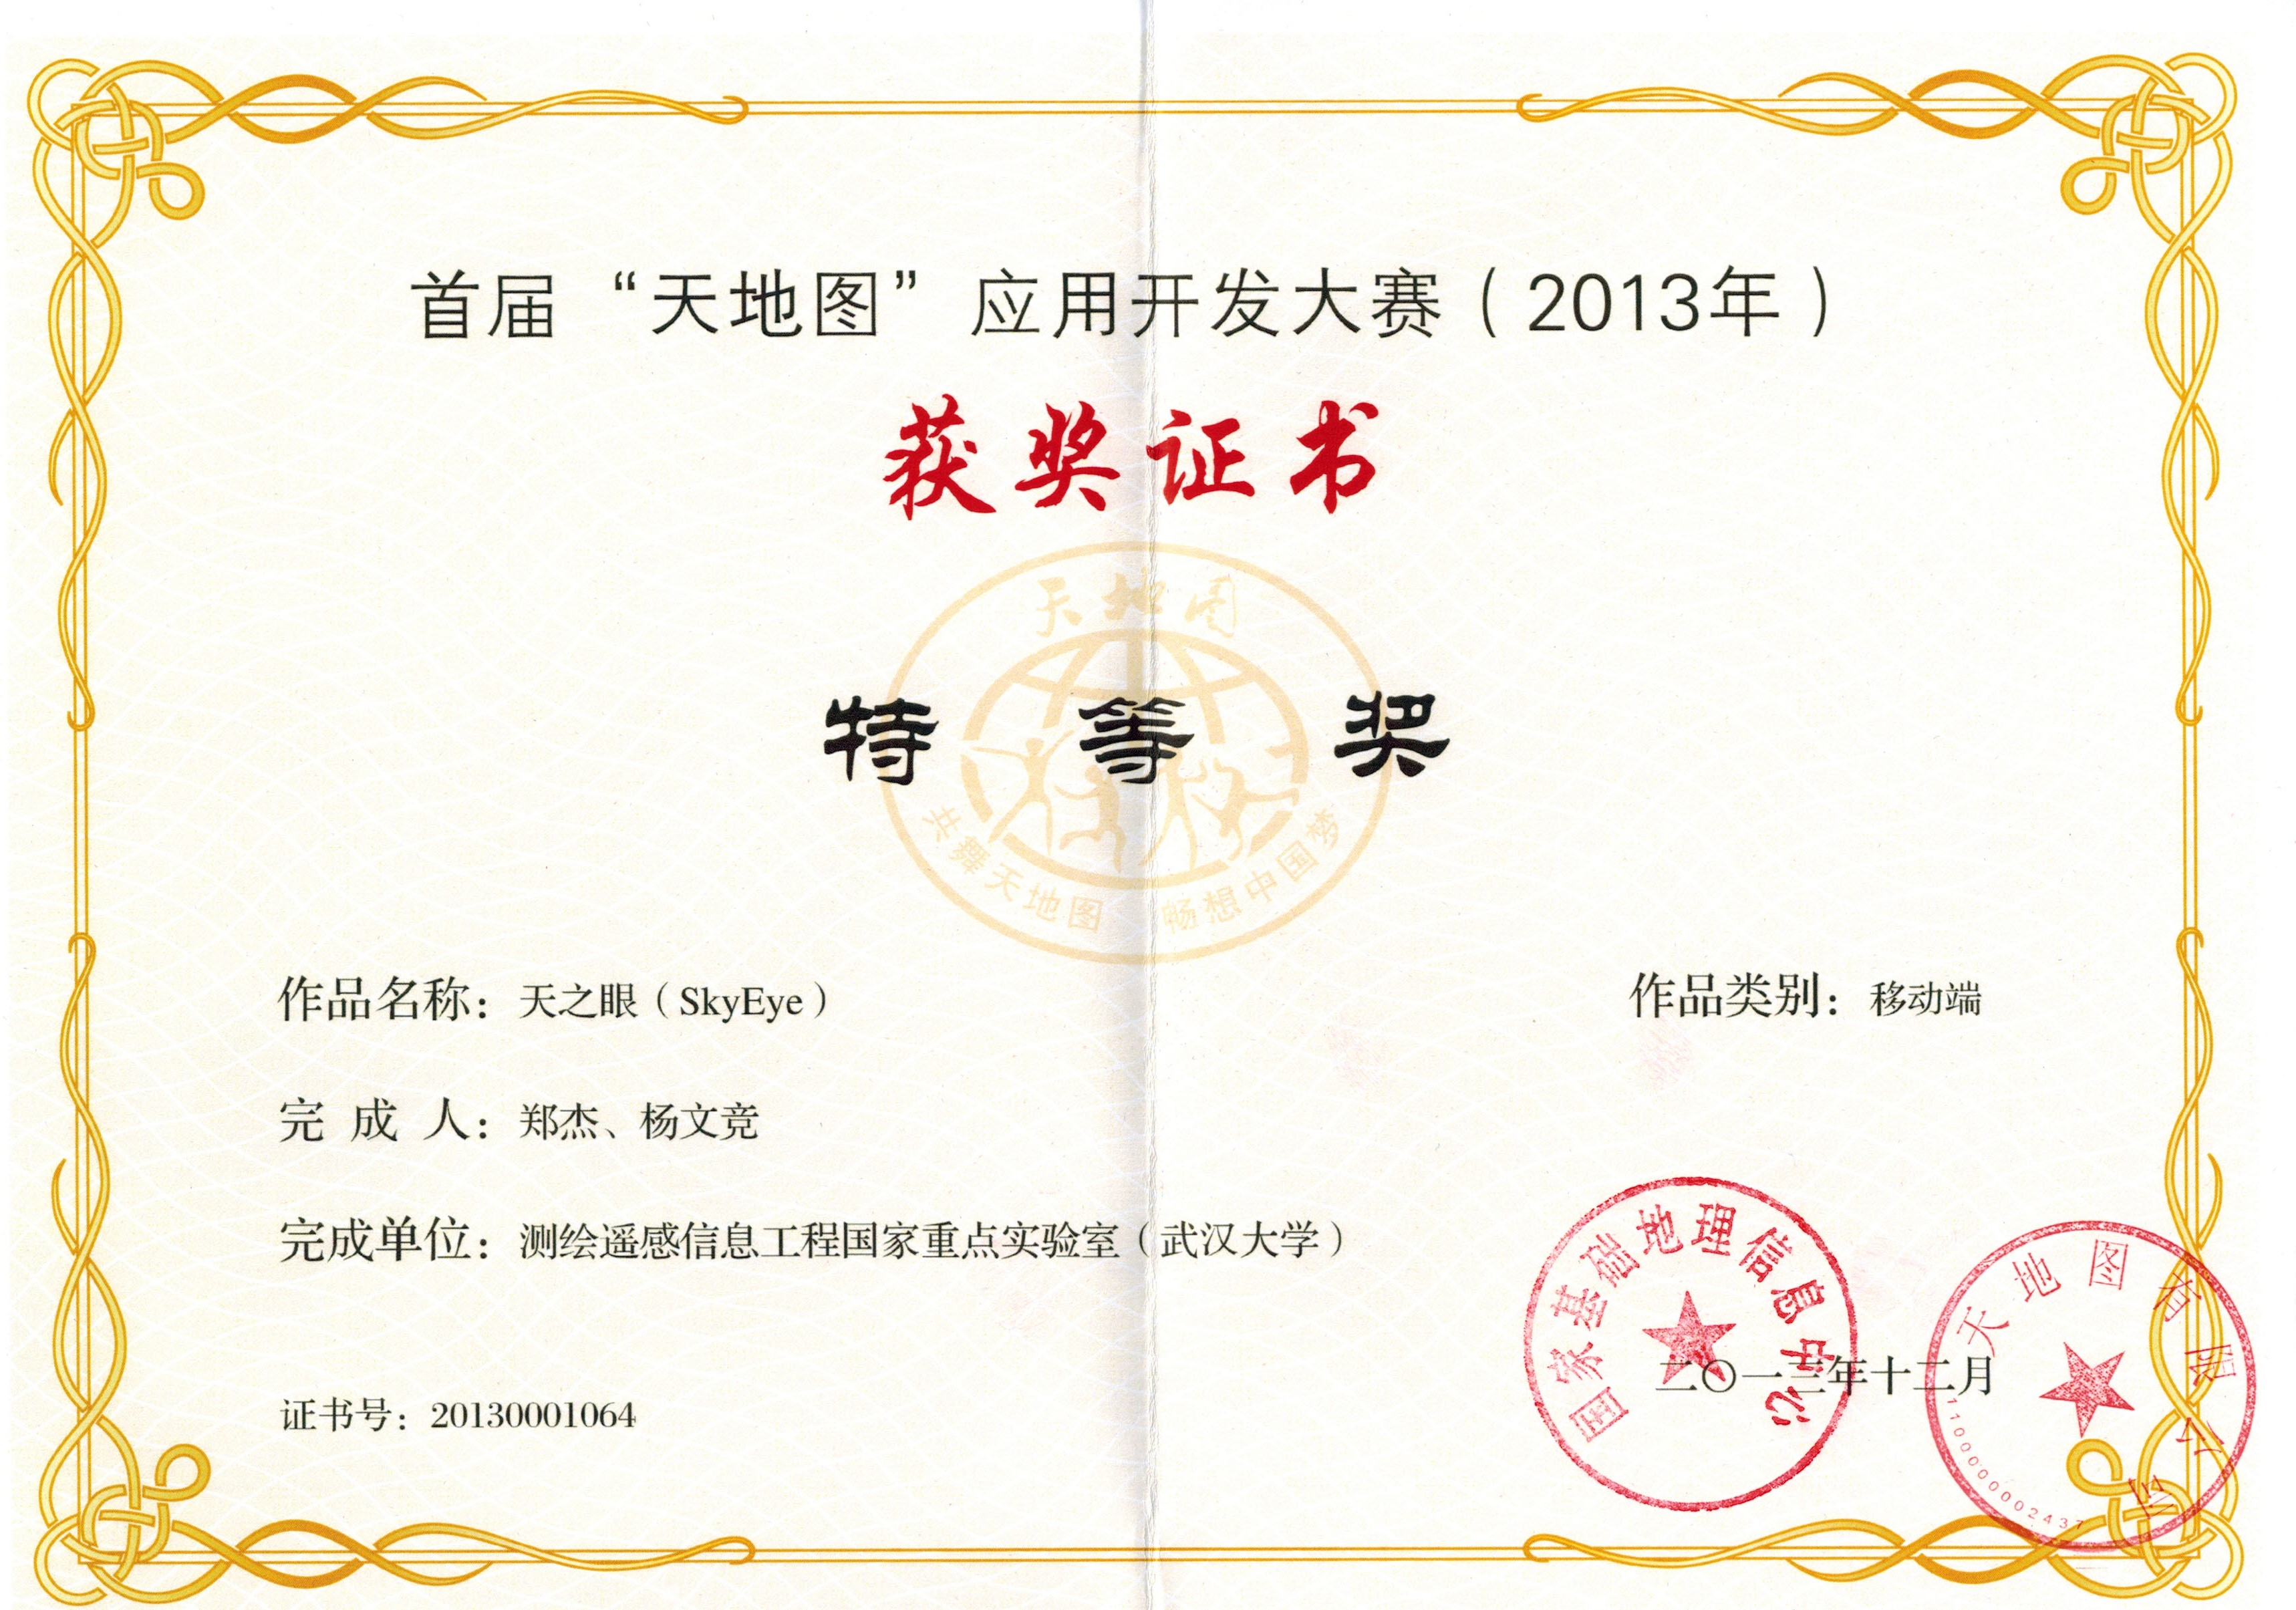 首届“天地图”应用开发大赛（2013年）
获奖证书
天地图
特等奖
共舞天地图 畅想中国梦
作品名称：天之眼（SkyEye）
作品类别：移动端
完成人：郑杰、杨文竞
完成单位：测绘遥感信息工程国家重点实验室（武汉大学）
国家基础地理信息中心
天地图有限公司
1100000002437
二〇一三年十二月
证书号：20130001064